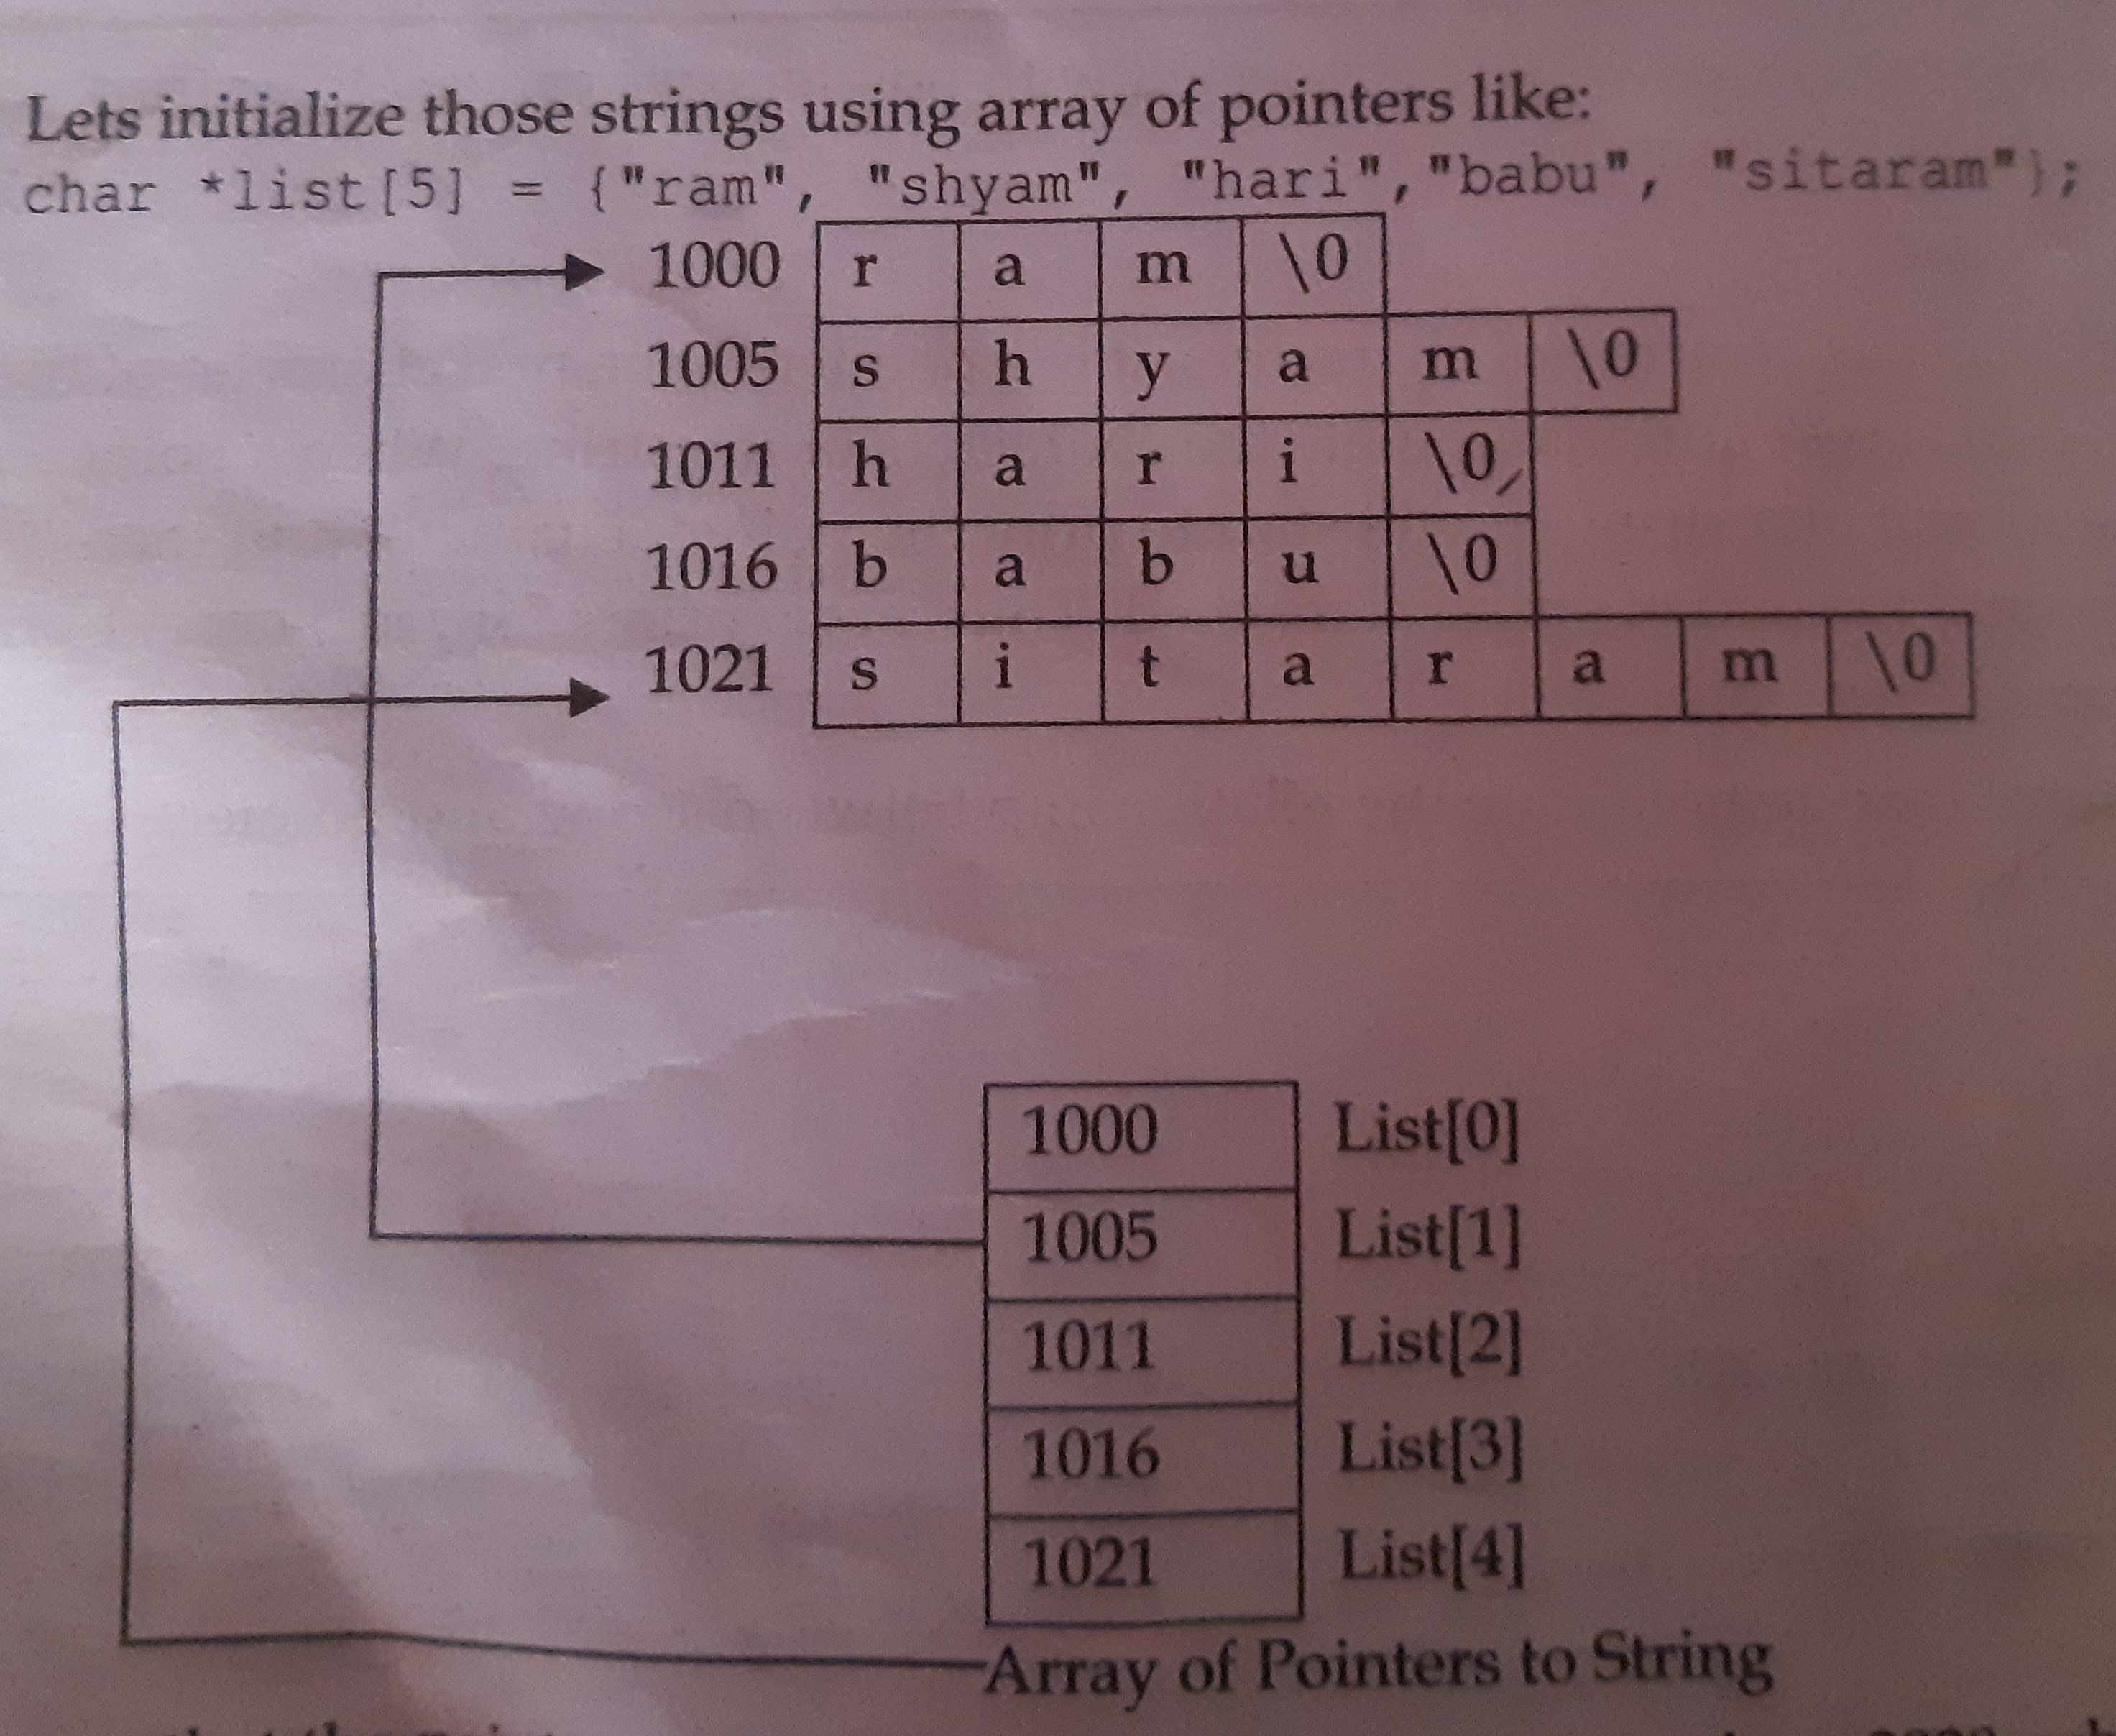 Lets initialize those strings using array of pointers like:
char *list[5] = {"ram", "shyam", "hari","babu", "sitaram"};
1000 r a m \0
1005 s h y a m \0
1011 h a r i \0
1016 b a b u \0
1021 s i t a r a m \0
1000 List[0]
1005 List[1]
1011 List[2]
1016 List[3]
1021 List[4]
Array of Pointers to String